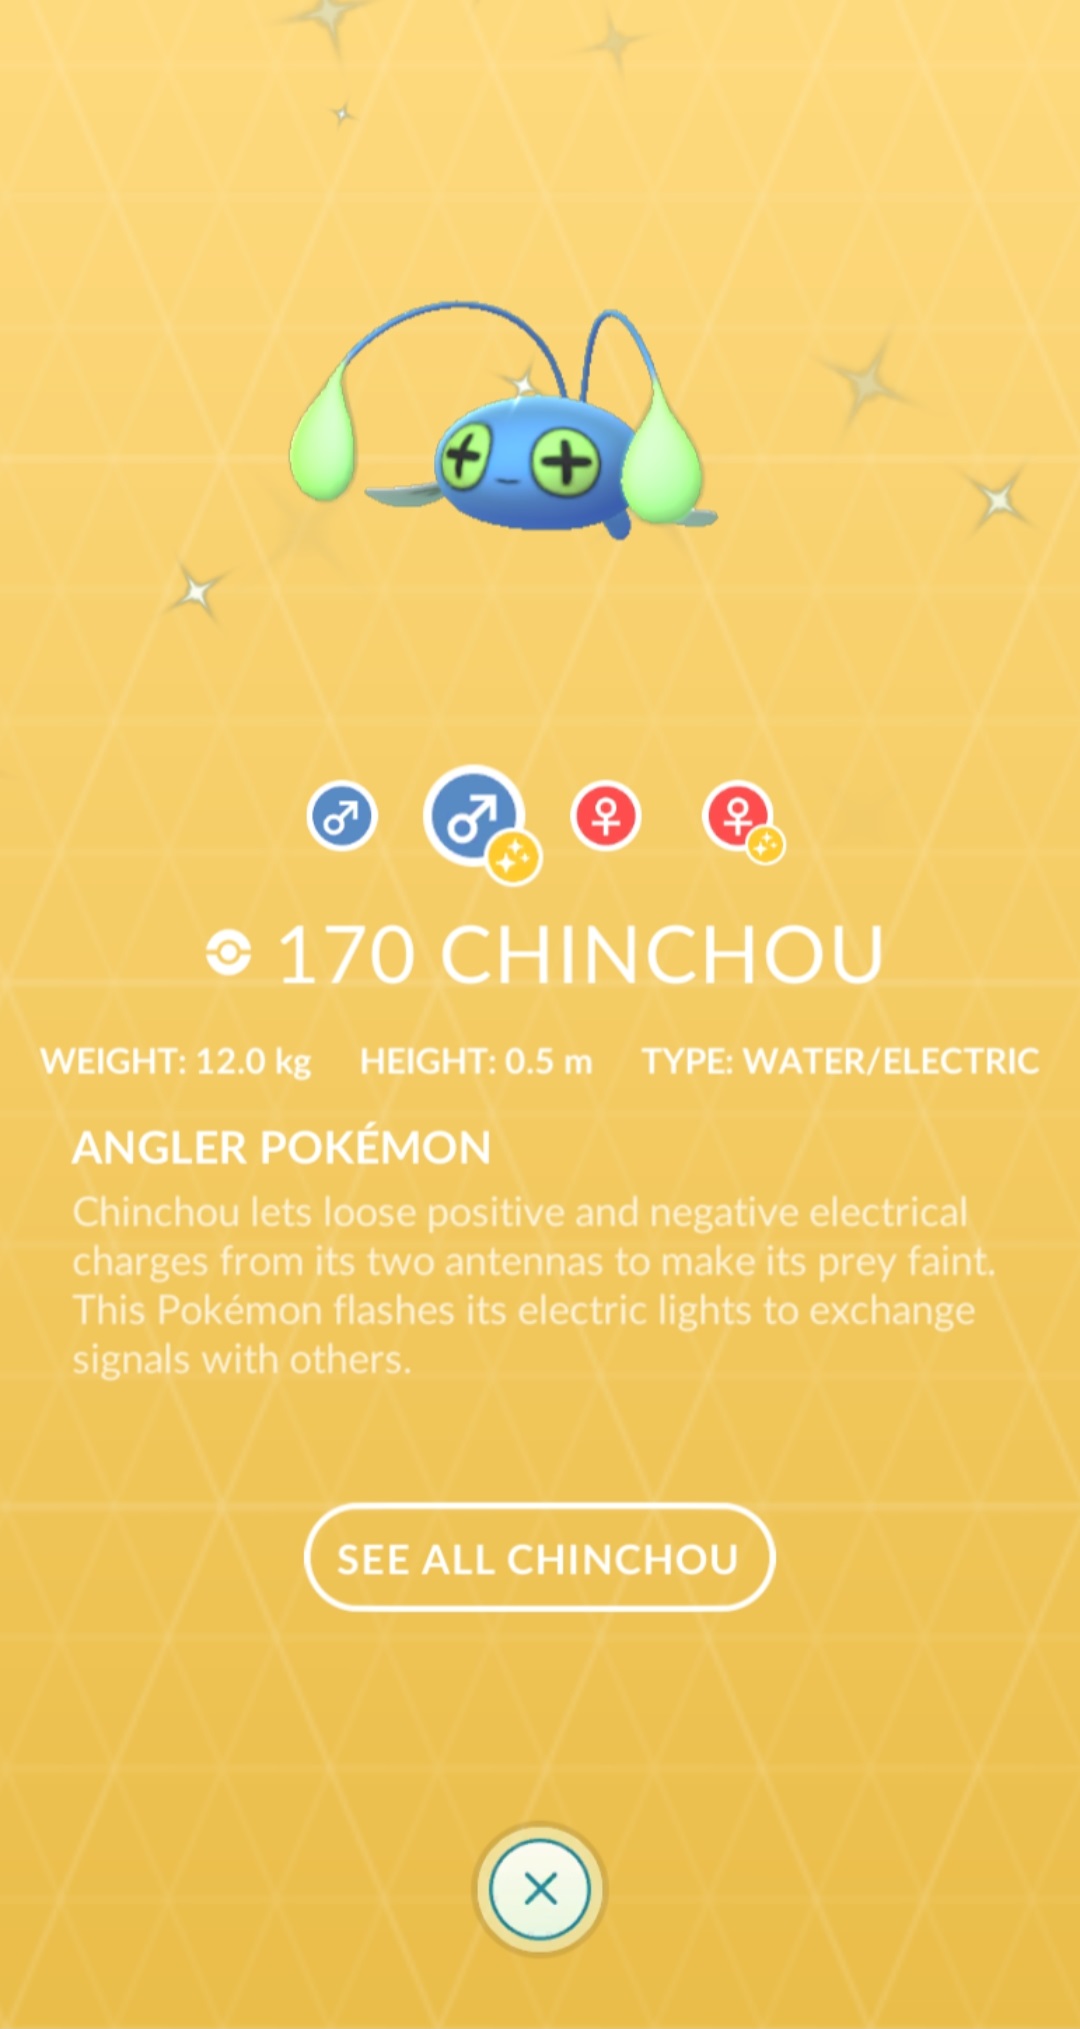 170 CHINCHOU
WEIGHT: 12.0 kg HEIGHT: 0.5 m TYPE: WATER/ELECTRIC
ANGLER POKÉMON
Chinchou lets loose positive and negative electrical
charges from its two antennas to make its prey faint.
This Pokémon flashes its electric lights to exchange
signals with others.
SEE ALL CHINCHOU